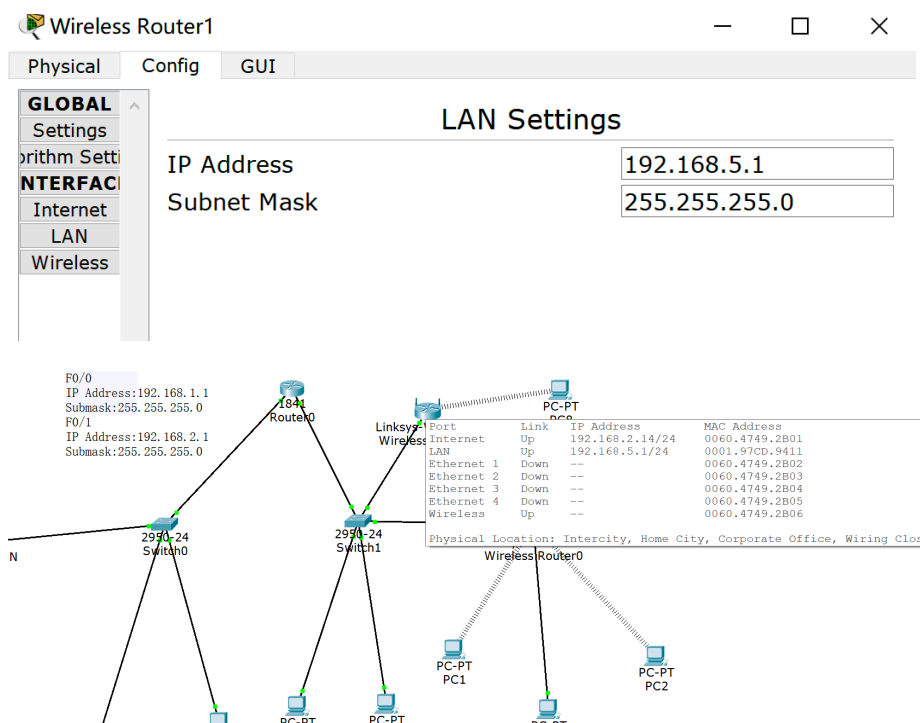 Wireless Router1
Physical Config GUI
GLOBAL
Settings
orithm Setti
NTERFACI
Internet
LAN
Wireless
LAN Settings
IP Address 192.168.5.1
Subnet Mask 255.255.255.0
F0/0
IP Address:192.168.1.1
Submask:255.255.255.0
F0/1
IP Address:192.168.2.1
Submask:255.255.255.0
1841
Router0
Linksys-
Wireless
PC-PT
Port Link IP Address MAC Address
Internet Up 192.168.2.14/24 0060.4749.2B01
LAN Up 192.168.5.1/24 0001.97CD.9411
Ethernet 1 Down -- 0060.4749.2B02
Ethernet 2 Down -- 0060.4749.2B03
Ethernet 3 Down -- 0060.4749.2B04
Ethernet 4 Down -- 0060.4749.2B05
Wireless Up -- 0060.4749.2B06
Physical Location: Intercity, Home City, Corporate Office, Wiring Clos
2950-24
Switch0
2950-24
Switch1
Wireless Router0
N
PC-PT
PC1
PC-PT
PC2
PC-PT
PC-PT